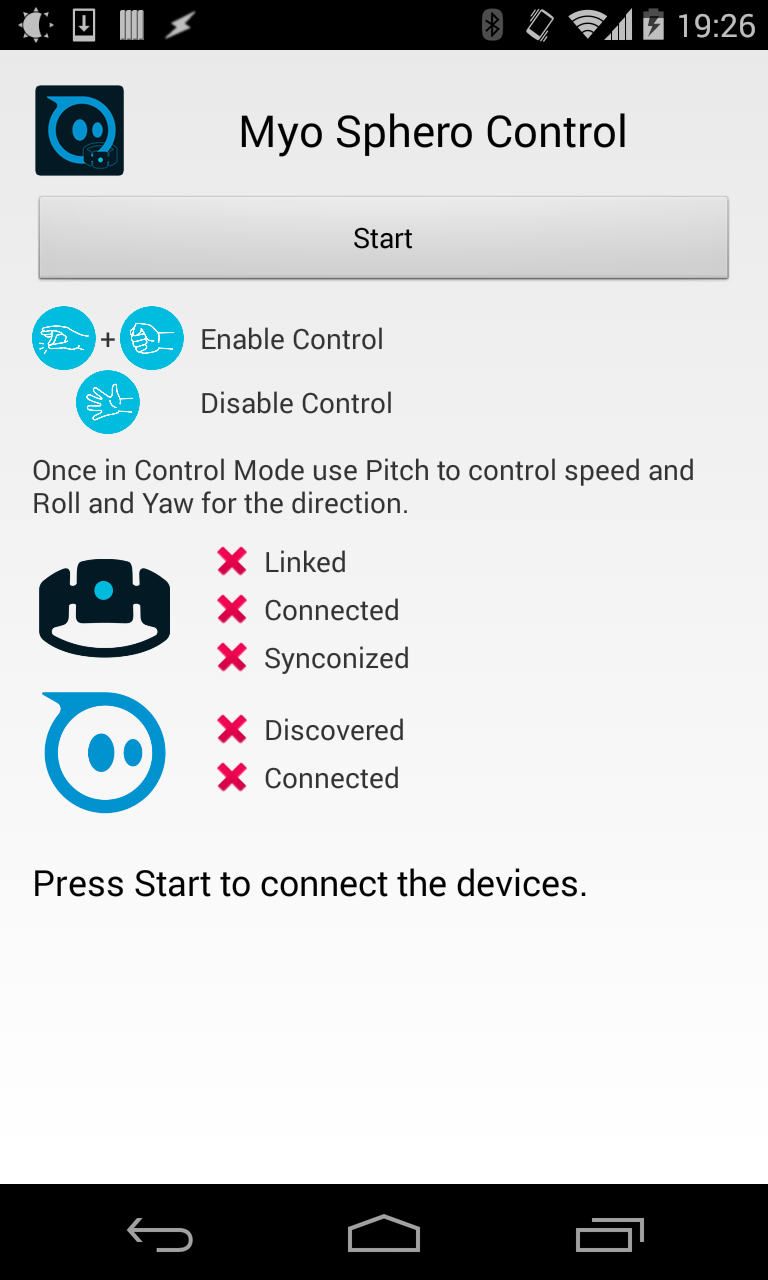 19:26
Myo Sphero Control
Start
+ Enable Control
Disable Control
Once in Control Mode use Pitch to control speed and
Roll and Yaw for the direction.
Linked
Connected
Synconized
Discovered
Connected
Press Start to connect the devices.